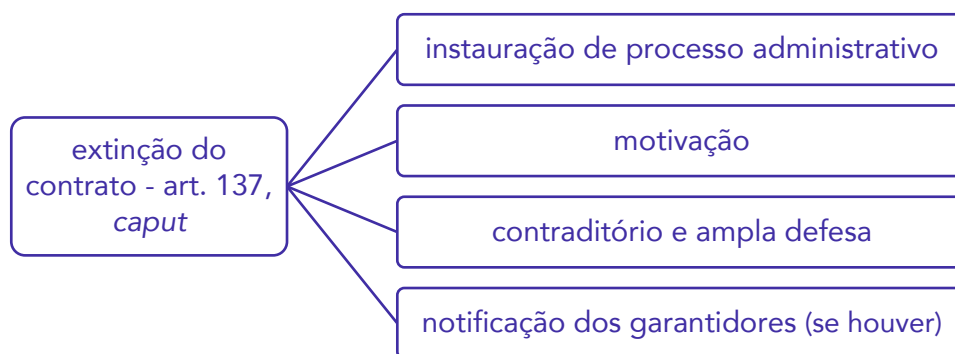 extinção do
contrato - art. 137,
caput
instauração de processo administrativo
motivação
contraditório e ampla defesa
notificação dos garantidores (se houver)